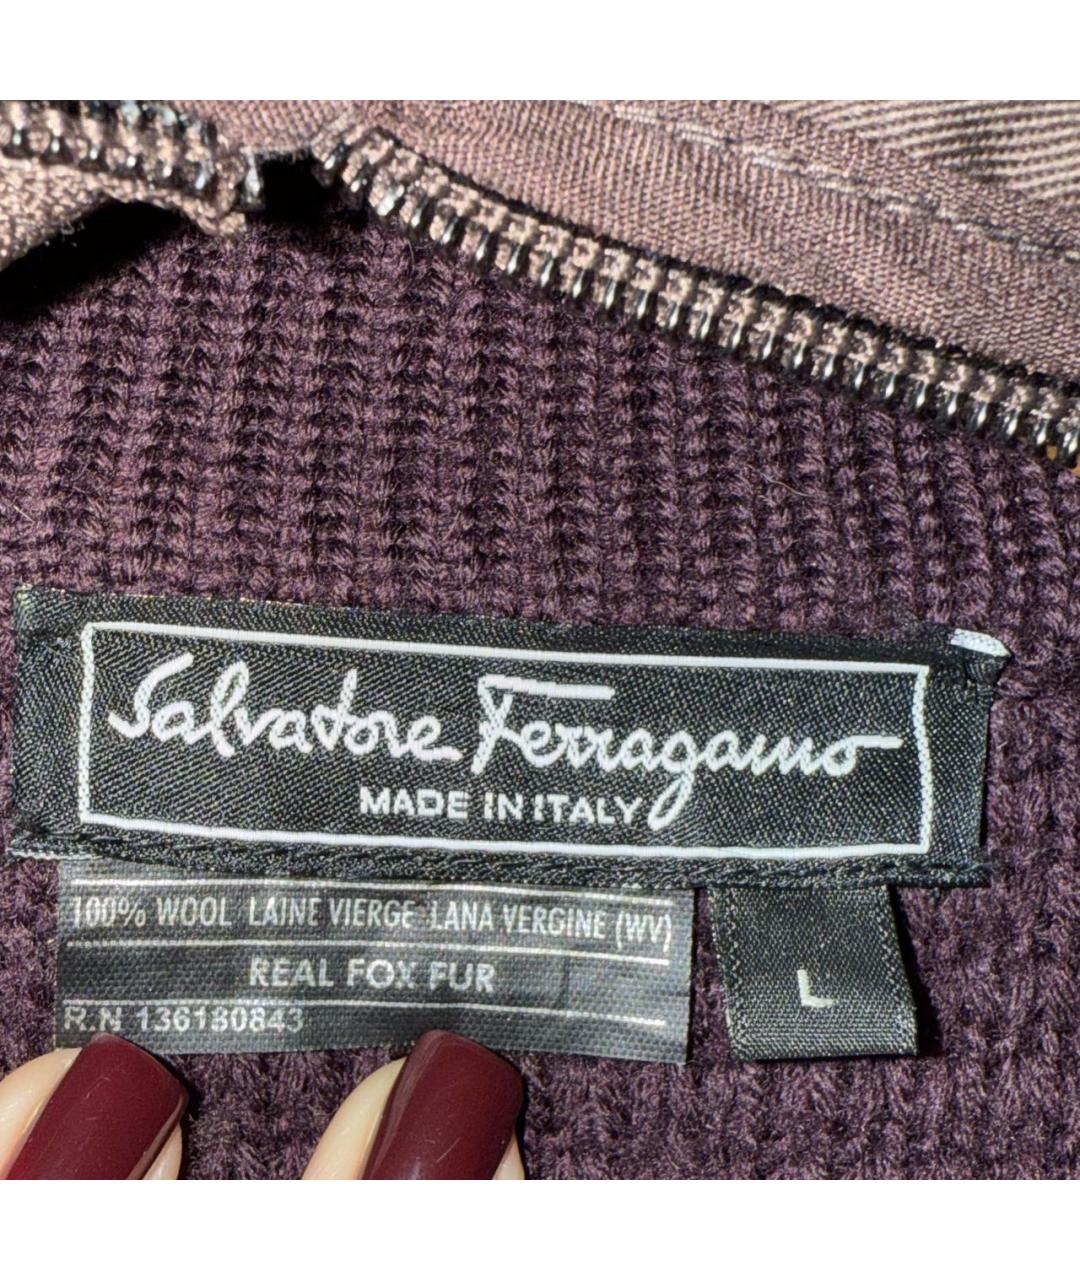 Salvatore Ferragamo
MADE IN ITALY
100% WOOL LAINE VIERGE LANA VERGINE (WV)
REAL FOX FUR
R.N 136180843
L